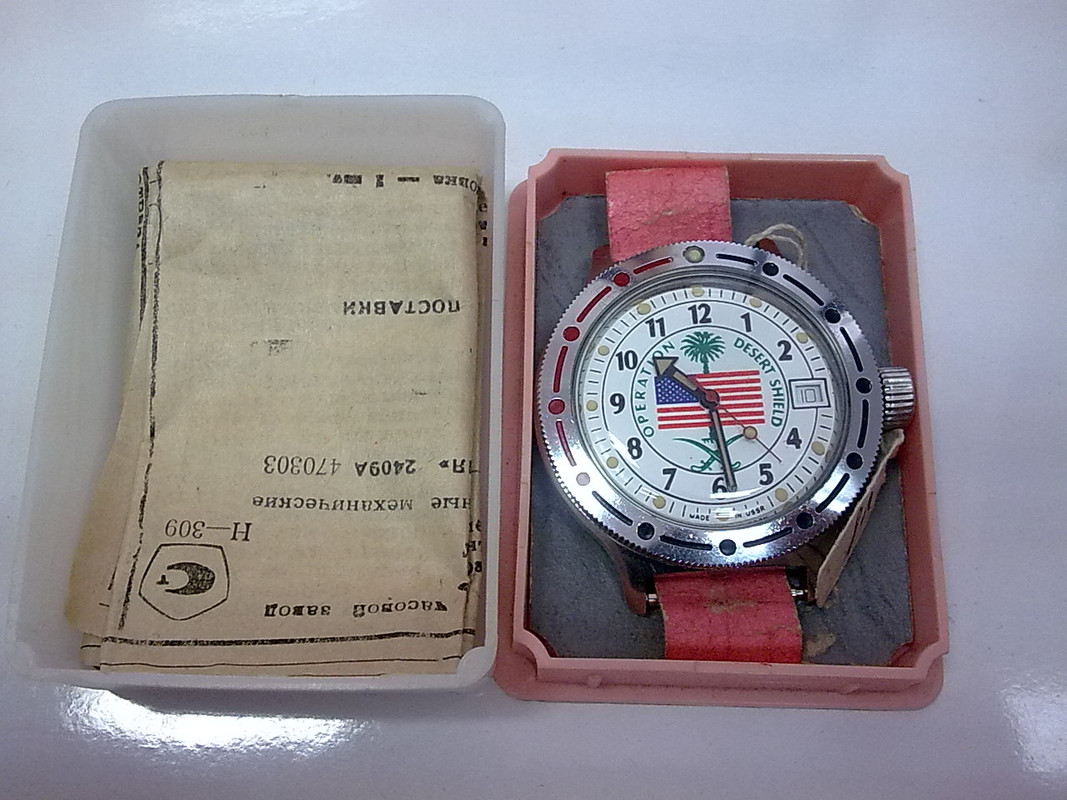 часовой завод
Н—309
ные механические
ЛЯ» 2409А 470303
ПОСТАВКИ
12
1
2
4
5
6
7
8
9
10
11
OPERATION DESERT SHIELD
MADE IN USSR